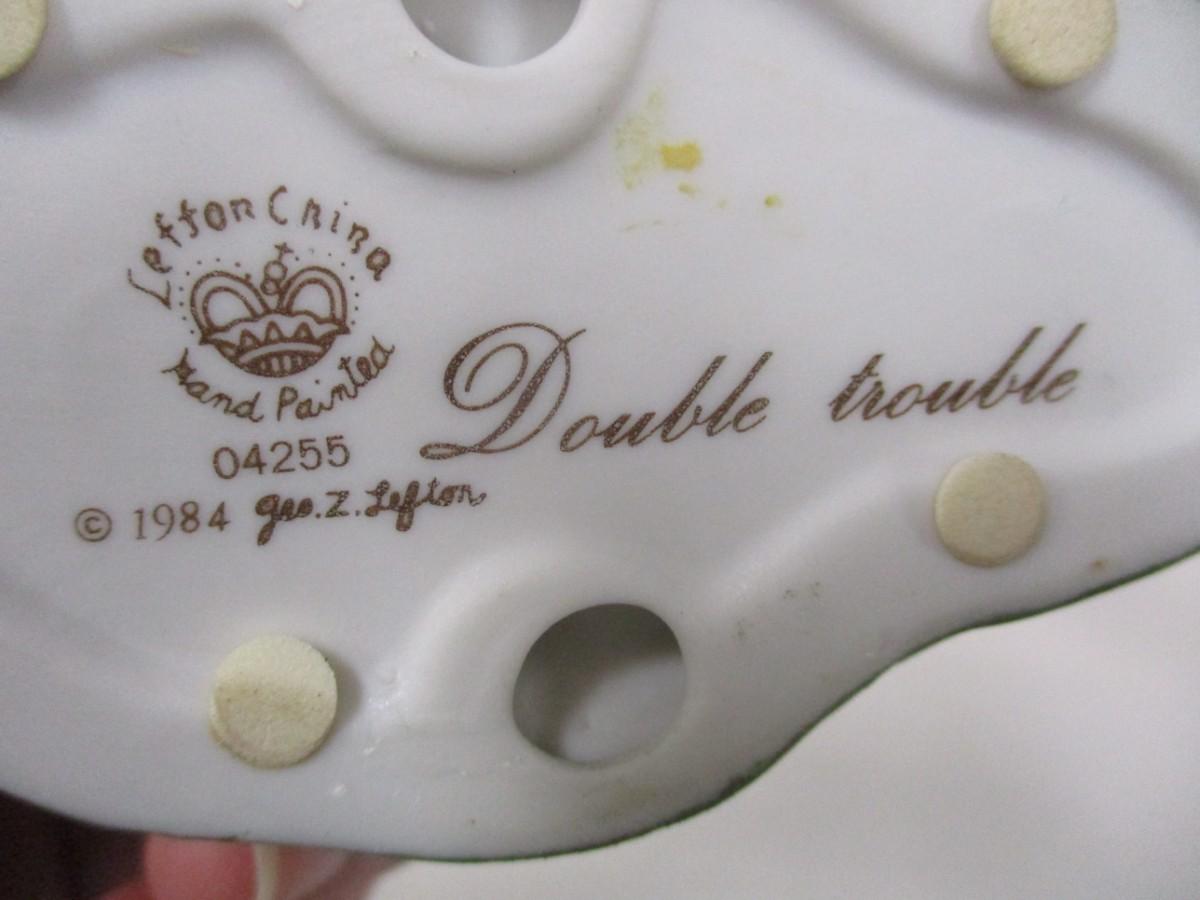 Lefton China
Hand Painted
04255
© 1984 Geo. Z. Lefton
Double trouble